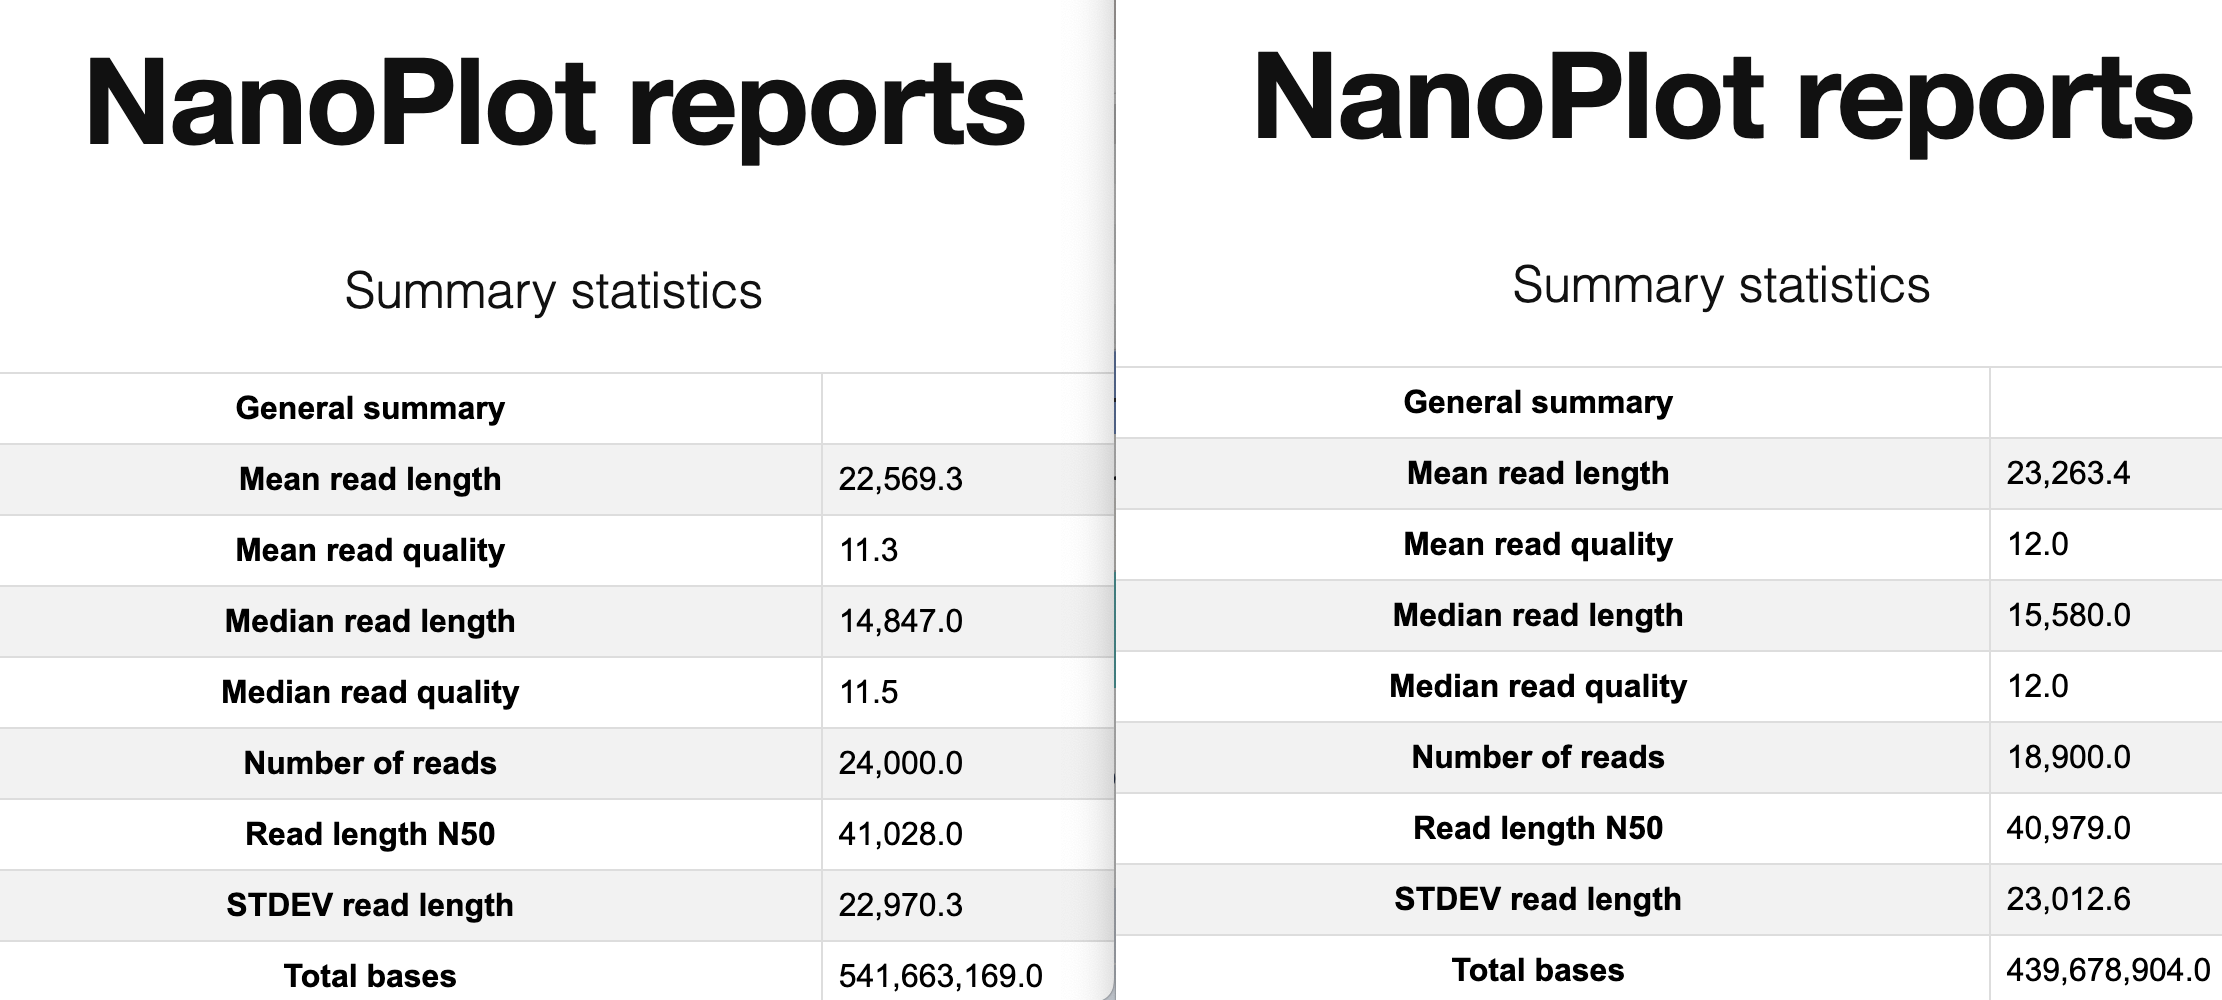 NanoPlot reports
Summary statistics
General summary
Mean read length 22,569.3
Mean read quality 11.3
Median read length 14,847.0
Median read quality 11.5
Number of reads 24,000.0
Read length N50 41,028.0
STDEV read length 22,970.3
Total bases 541,663,169.0
NanoPlot reports
Summary statistics
General summary
Mean read length 23,263.4
Mean read quality 12.0
Median read length 15,580.0
Median read quality 12.0
Number of reads 18,900.0
Read length N50 40,979.0
STDEV read length 23,012.6
Total bases 439,678,904.0